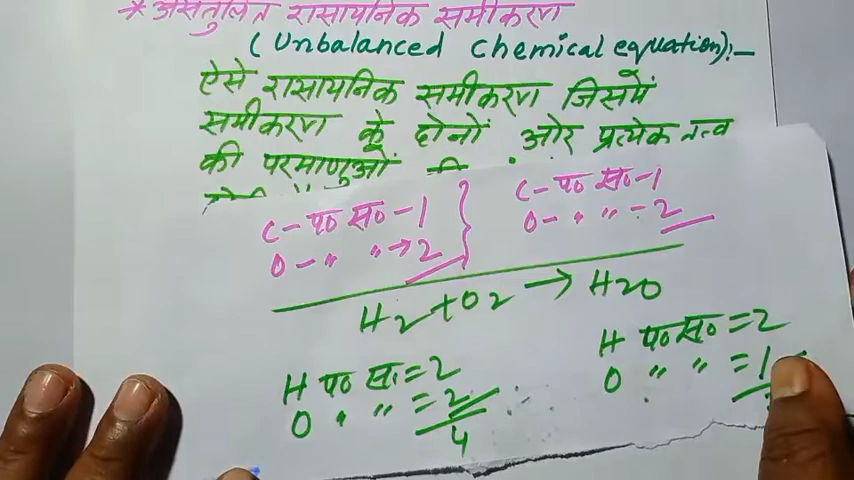 * असंतुलित रासायनिक समीकरण
(Unbalanced chemical equation):—
ऐसे रासायनिक समीकरण जिसमें
समीकरण के दोनों ओर प्रत्येक तत्व
की परमाणुओं
C- प० सं० -1 } C- प० सं० -1
0 - " " → 2 0 - " " = 2
H2 + O2 → H2O
H प० सं० = 2 H प० सं० = 2
O " " = 2 O " " = 1
4